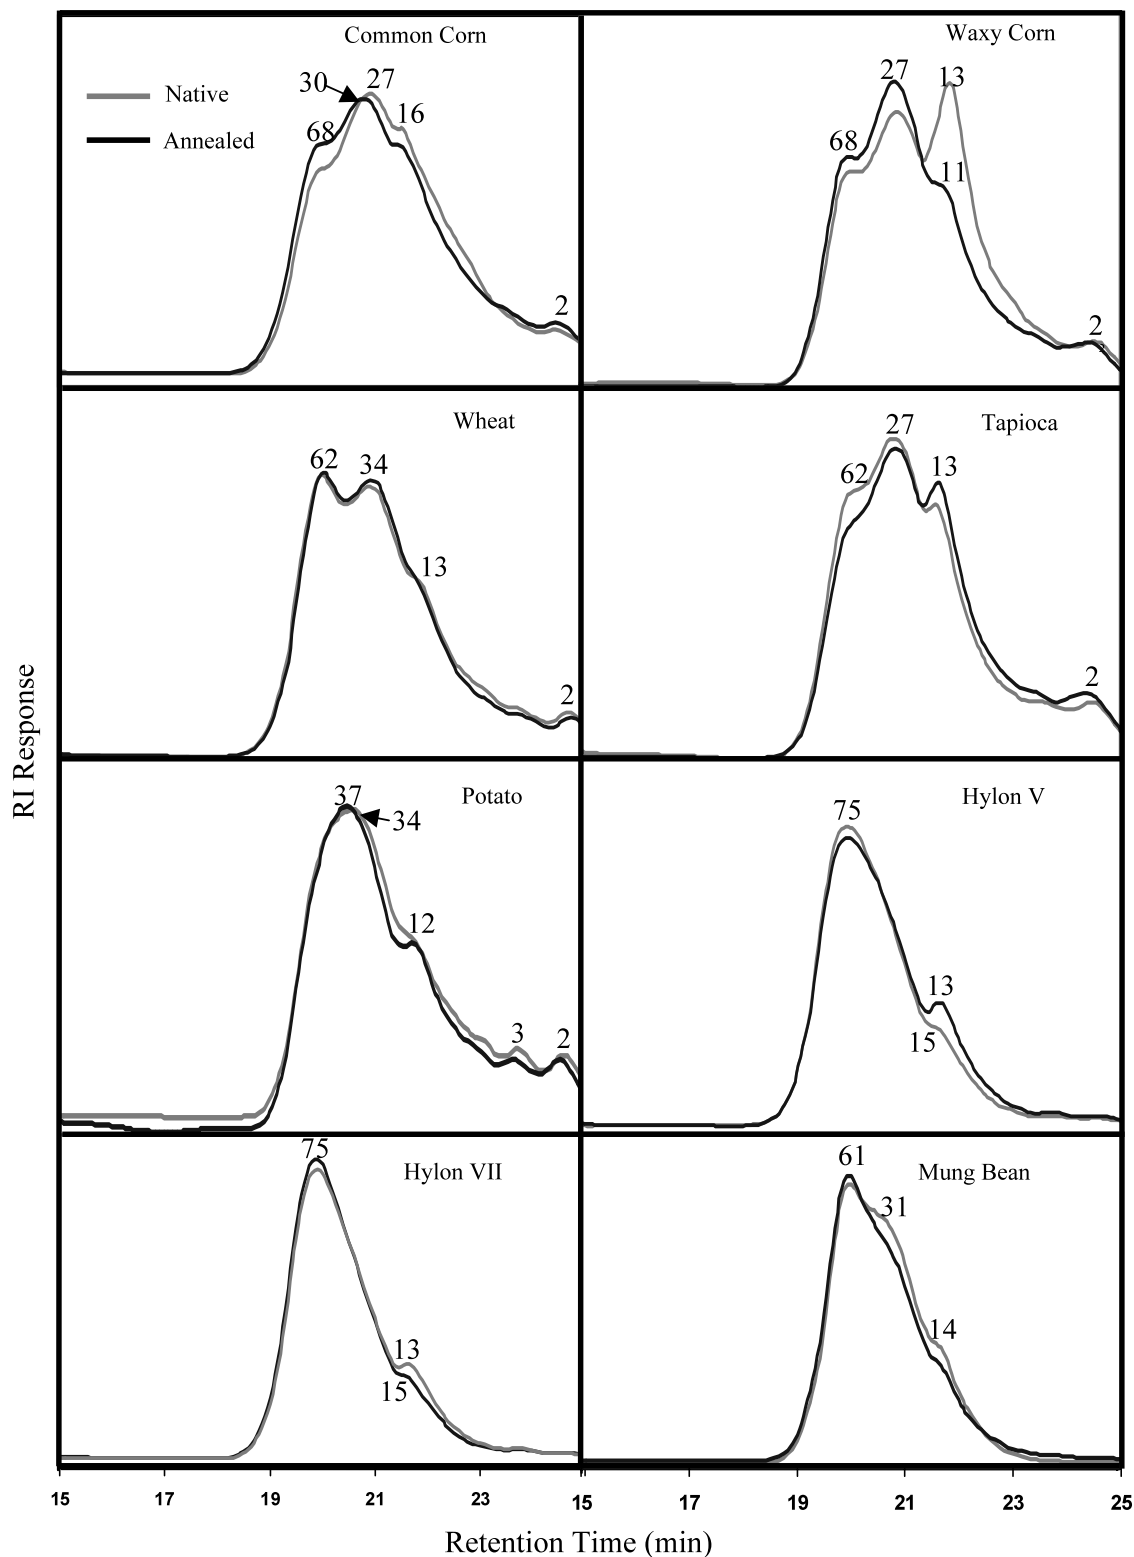 Common Corn
Native
Annealed
30
27
16
68
2
Waxy Corn
27
13
68
11
2
2
Wheat
62
34
13
2
Tapioca
27
62
13
2
RI Response
Potato
37
34
12
3
2
Hylon V
75
13
15
Hylon VII
75
13
15
Mung Bean
61
31
14
15 17 19 21 23 15 17 19 21 23 25
Retention Time (min)